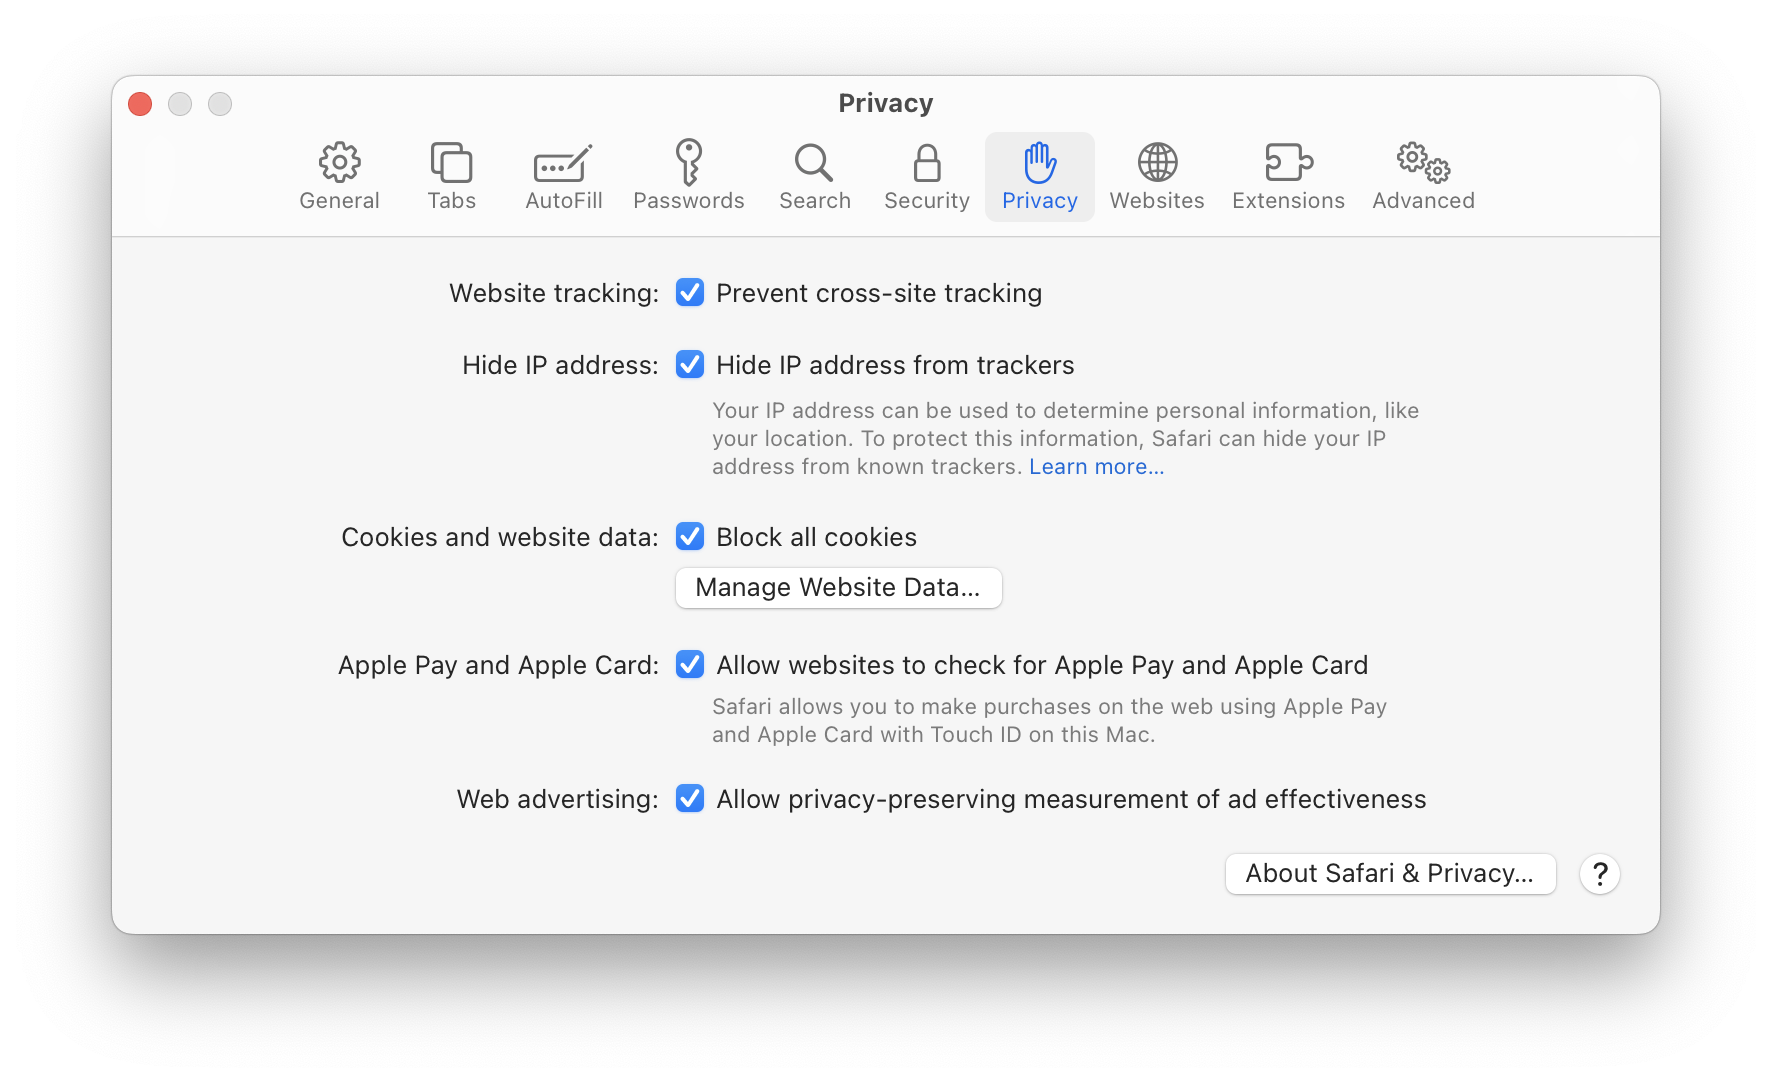 Privacy
General
Tabs
AutoFill
Passwords
Search
Security
Privacy
Websites
Extensions
Advanced
Website tracking: Prevent cross-site tracking
Hide IP address: Hide IP address from trackers
Your IP address can be used to determine personal information, like
your location. To protect this information, Safari can hide your IP
address from known trackers. Learn more...
Cookies and website data: Block all cookies
Manage Website Data...
Apple Pay and Apple Card: Allow websites to check for Apple Pay and Apple Card
Safari allows you to make purchases on the web using Apple Pay
and Apple Card with Touch ID on this Mac.
Web advertising: Allow privacy-preserving measurement of ad effectiveness
About Safari & Privacy...
?